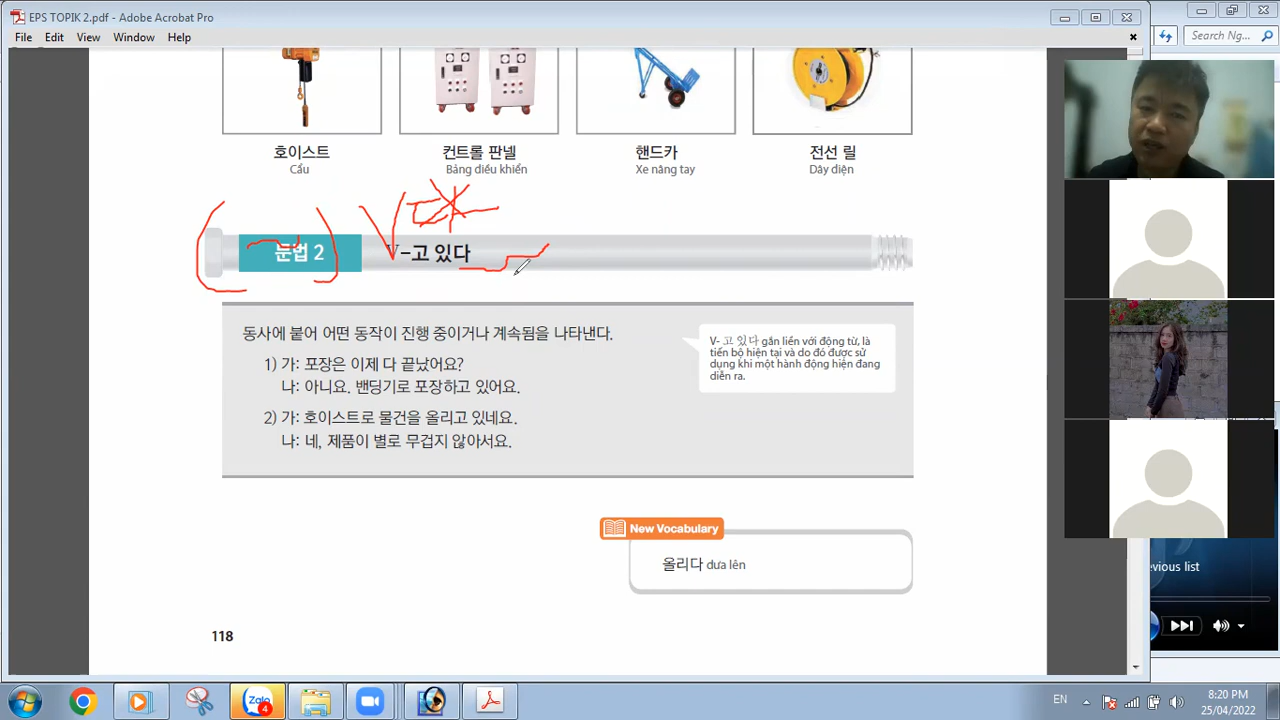 EPS TOPIK 2.pdf - Adobe Acrobat Pro
File Edit View Window Help
Search Ng...
호이스트
Cẩu
컨트롤 판넬
Bảng điều khiển
핸드카
Xe nâng tay
전선 릴
Dây điện
문법 2
V-고 있다
동사에 붙어 어떤 동작이 진행 중이거나 계속됨을 나타낸다.
1) 가: 포장은 이제 다 끝났어요?
나: 아니요. 밴딩기로 포장하고 있어요.
2) 가: 호이스트로 물건을 올리고 있네요.
나: 네, 제품이 별로 무겁지 않아서요.
V- 고 있다 gắn liền với động từ, là
tiến bộ hiện tại và do đó được sử
dụng khi một hành động hiện đang
diễn ra.
New Vocabulary
올리다 đưa lên
118
evious list
Zalo
4
EN
8:20 PM
25/04/2022